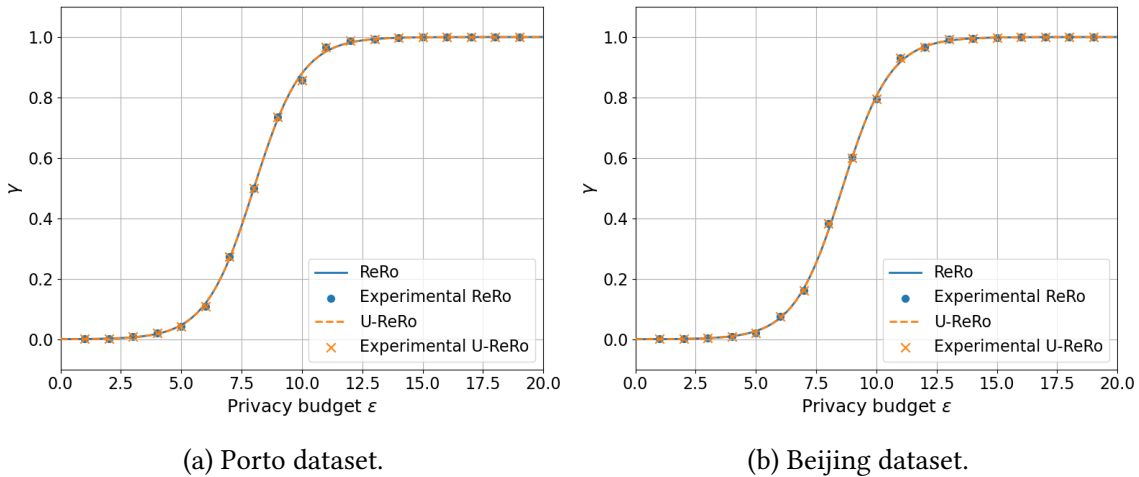 1.0
0.8
0.6
0.4
0.2
0.0
γ
ReRo
Experimental ReRo
U-ReRo
Experimental U-ReRo
0.0 2.5 5.0 7.5 10.0 12.5 15.0 17.5 20.0
Privacy budget ε
(a) Porto dataset.
1.0
0.8
0.6
0.4
0.2
0.0
γ
ReRo
Experimental ReRo
U-ReRo
Experimental U-ReRo
0.0 2.5 5.0 7.5 10.0 12.5 15.0 17.5 20.0
Privacy budget ε
(b) Beijing dataset.